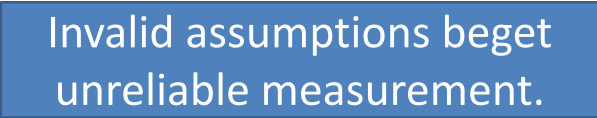 Invalid assumptions beget
unreliable measurement.